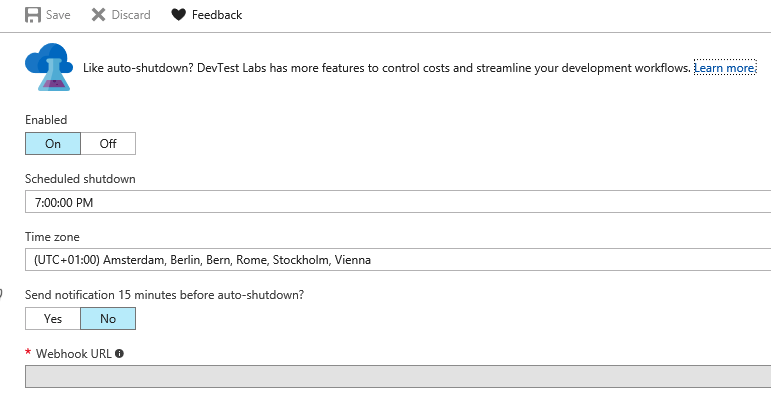 Save Discard Feedback
Like auto-shutdown? DevTest Labs has more features to control costs and streamline your development workflows. Learn more.
Enabled
On Off
Scheduled shutdown
7:00:00 PM
Time zone
(UTC+01:00) Amsterdam, Berlin, Bern, Rome, Stockholm, Vienna
Send notification 15 minutes before auto-shutdown?
Yes No
* Webhook URL